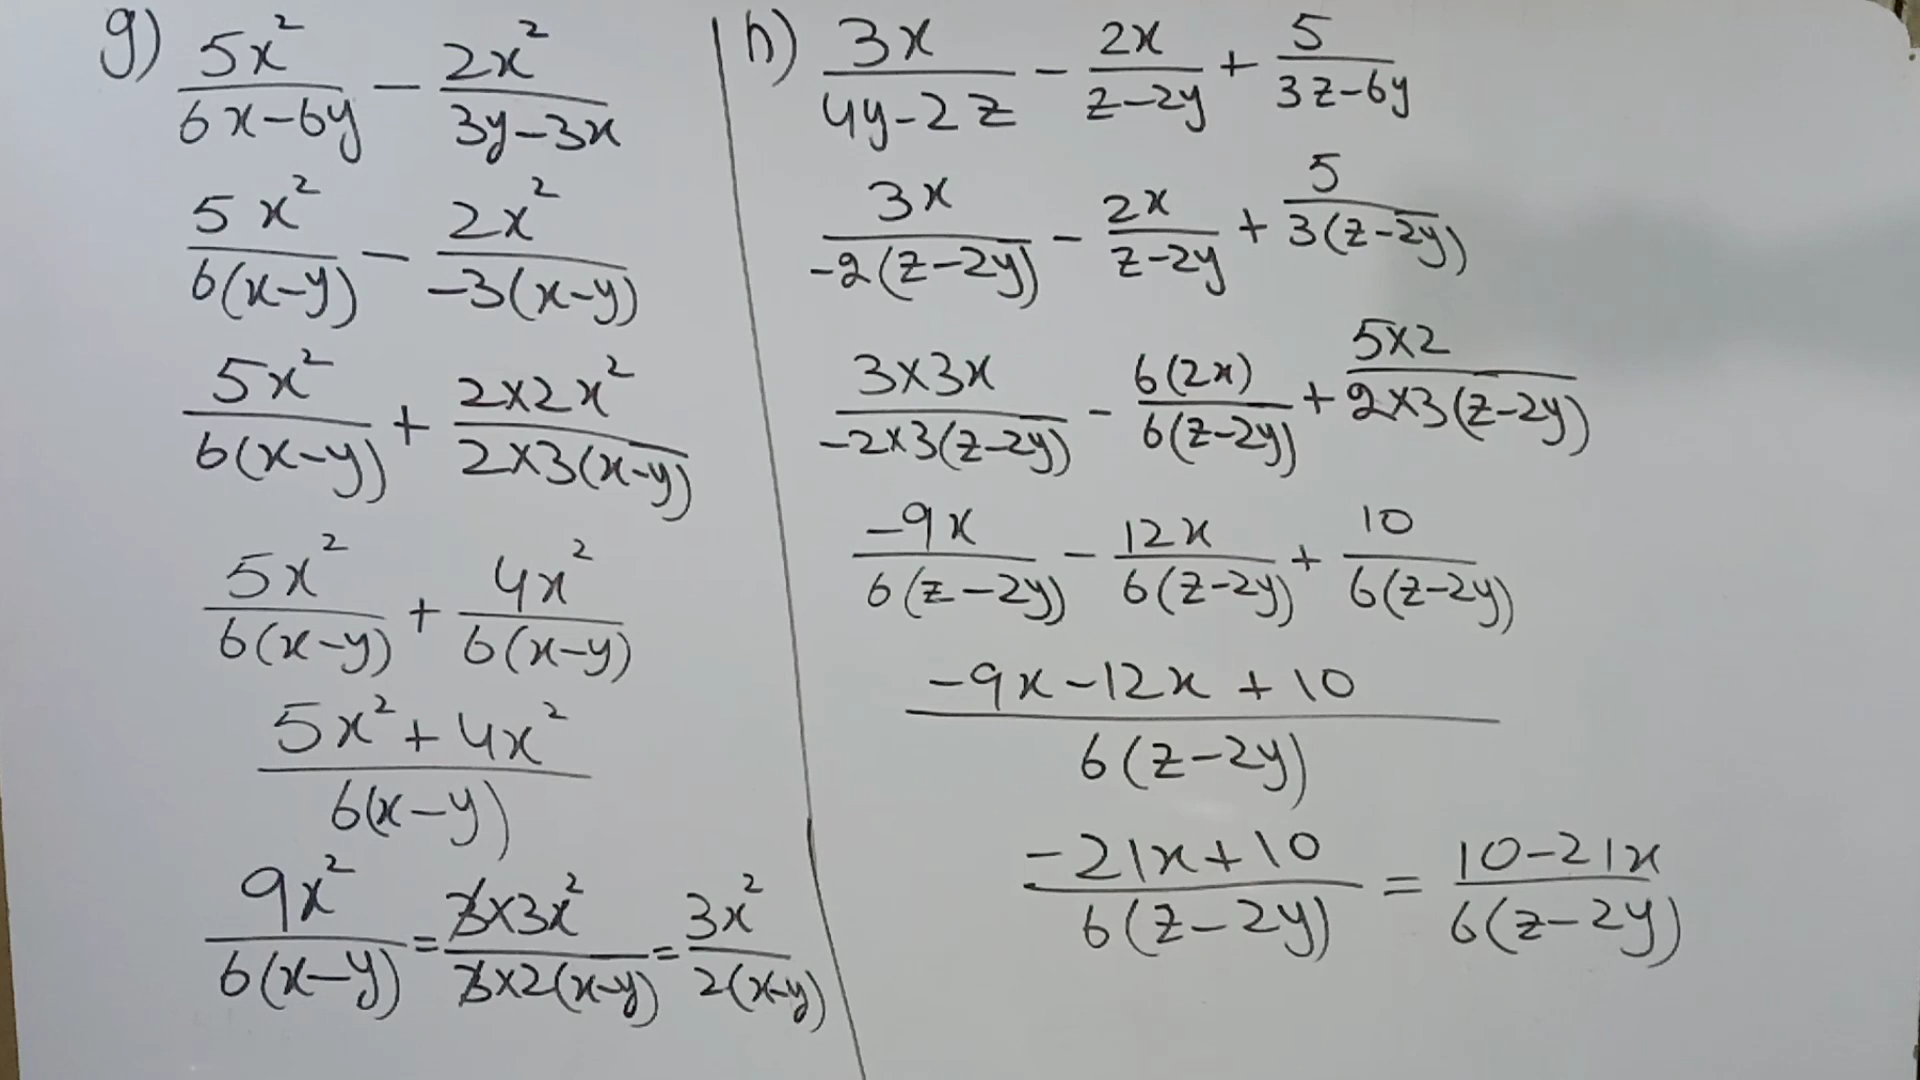 g) 5x²/(6x-6y) - 2x²/(3y-3x)
5x²/6(x-y) - 2x²/-3(x-y)
5x²/6(x-y) + 2×2x²/2×3(x-y)
5x²/6(x-y) + 4x²/6(x-y)
5x²+4x²/6(x-y)
9x²/6(x-y) = 3×3x²/3×2(x-y) = 3x²/2(x-y)
h) 3x/(4y-2z) - 2x/(z-2y) + 5/(3z-6y)
3x/-2(z-2y) - 2x/(z-2y) + 5/3(z-2y)
3×3x/-2×3(z-2y) - 6(2x)/6(z-2y) + 5×2/2×3(z-2y)
-9x/6(z-2y) - 12x/6(z-2y) + 10/6(z-2y)
-9x-12x+10/6(z-2y)
-21x+10/6(z-2y) = 10-21x/6(z-2y)